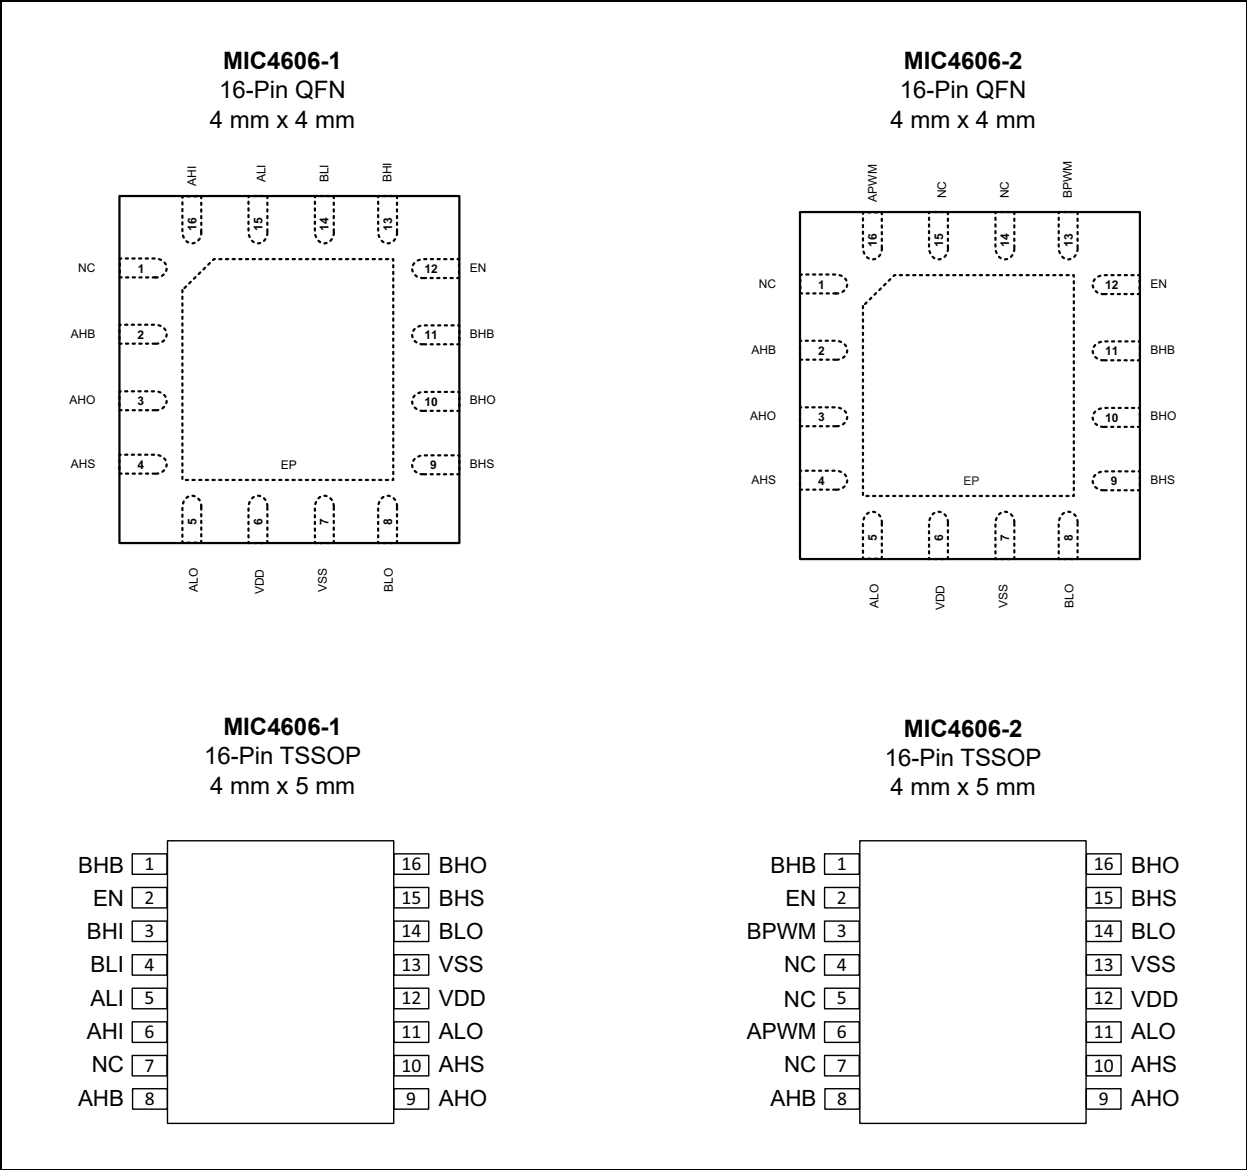 MIC4606-1
16-Pin QFN
4 mm x 4 mm
AHI
ALI
BLI
BHI
16
15
14
13
NC 1
12 EN
AHB 2
11 BHB
AHO 3
10 BHO
AHS 4
9 BHS
EP
5
6
7
8
ALO
VDD
VSS
BLO
MIC4606-2
16-Pin QFN
4 mm x 4 mm
APWM
NC
NC
BPWM
16
15
14
13
NC 1
12 EN
AHB 2
11 BHB
AHO 3
10 BHO
AHS 4
9 BHS
EP
5
6
7
8
ALO
VDD
VSS
BLO
MIC4606-1
16-Pin TSSOP
4 mm x 5 mm
BHB 1
16 BHO
EN 2
15 BHS
BHI 3
14 BLO
BLI 4
13 VSS
ALI 5
12 VDD
AHI 6
11 ALO
NC 7
10 AHS
AHB 8
9 AHO
MIC4606-2
16-Pin TSSOP
4 mm x 5 mm
BHB 1
16 BHO
EN 2
15 BHS
BPWM 3
14 BLO
NC 4
13 VSS
NC 5
12 VDD
APWM 6
11 ALO
NC 7
10 AHS
AHB 8
9 AHO